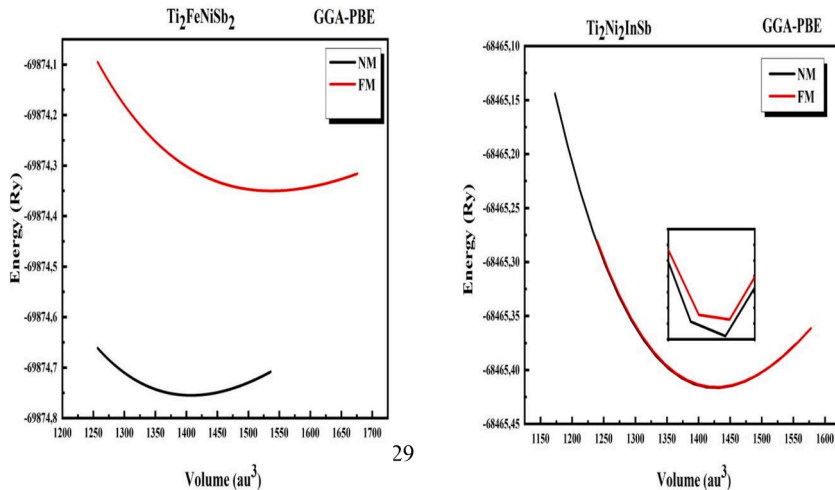 Ti2FeNiSb2 GGA-PBE
NM
FM
-69874,1
-69874,2
-69874,3
-69874,4
-69874,5
-69874,6
-69874,7
-69874,8
Energy (Ry)
1200 1250 1300 1350 1400 1450 1500 1550 1600 1650 1700
Volume (au3)
29
Ti2Ni2InSb GGA-PBE
NM
FM
-68465,10
-68465,15
-68465,20
-68465,25
-68465,30
-68465,35
-68465,40
-68465,45
Energy (Ry)
1150 1200 1250 1300 1350 1400 1450 1500 1550 1600
Volume (au3)